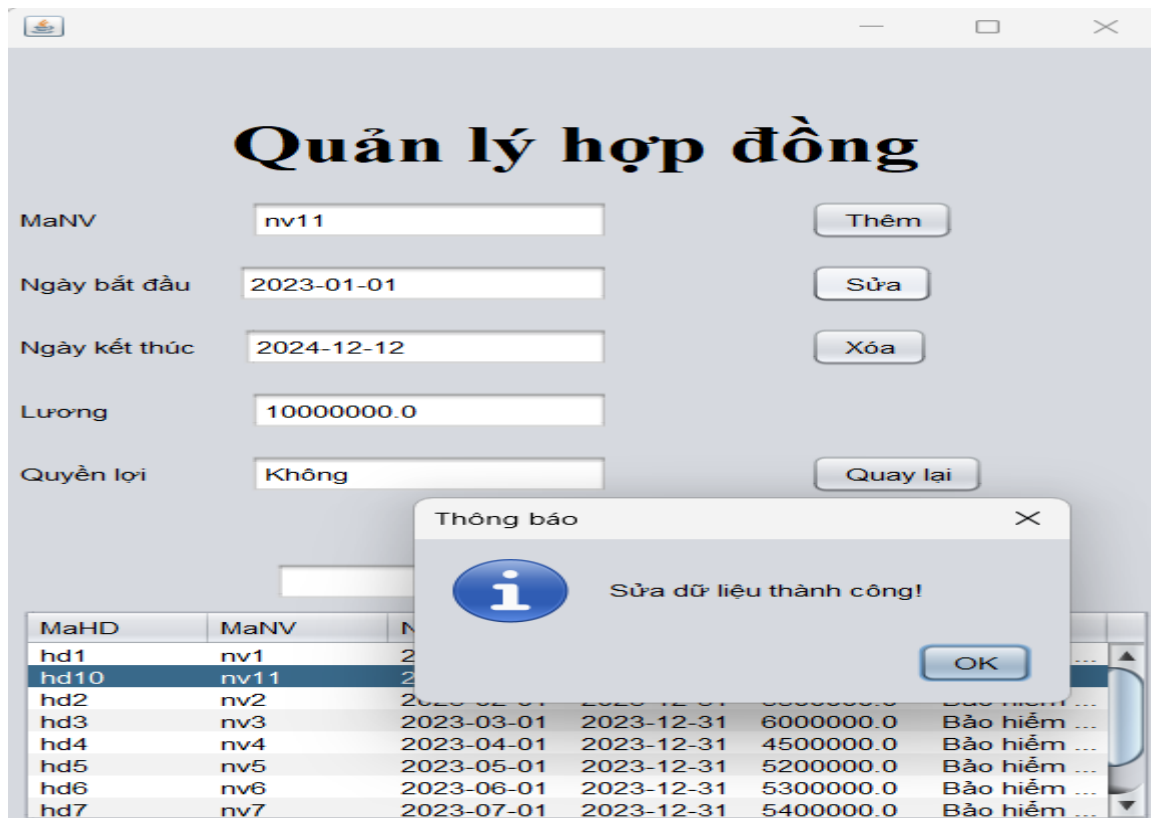 Quản lý hợp đồng
MaNV nv11 Thêm
Ngày bắt đầu 2023-01-01 Sửa
Ngày kết thúc 2024-12-12 Xóa
Lương 10000000.0
Quyền lợi Không Quay lại
Thông báo
Sửa dữ liệu thành công!
OK
MaHD MaNV N
hd1 nv1 2 ...
hd10 nv11 2
hd2 nv2
hd3 nv3 2023-03-01 2023-12-31 6000000.0 Bảo hiểm ...
hd4 nv4 2023-04-01 2023-12-31 4500000.0 Bảo hiểm ...
hd5 nv5 2023-05-01 2023-12-31 5200000.0 Bảo hiểm ...
hd6 nv6 2023-06-01 2023-12-31 5300000.0 Bảo hiểm ...
hd7 nv7 2023-07-01 2023-12-31 5400000.0 Bảo hiểm ...